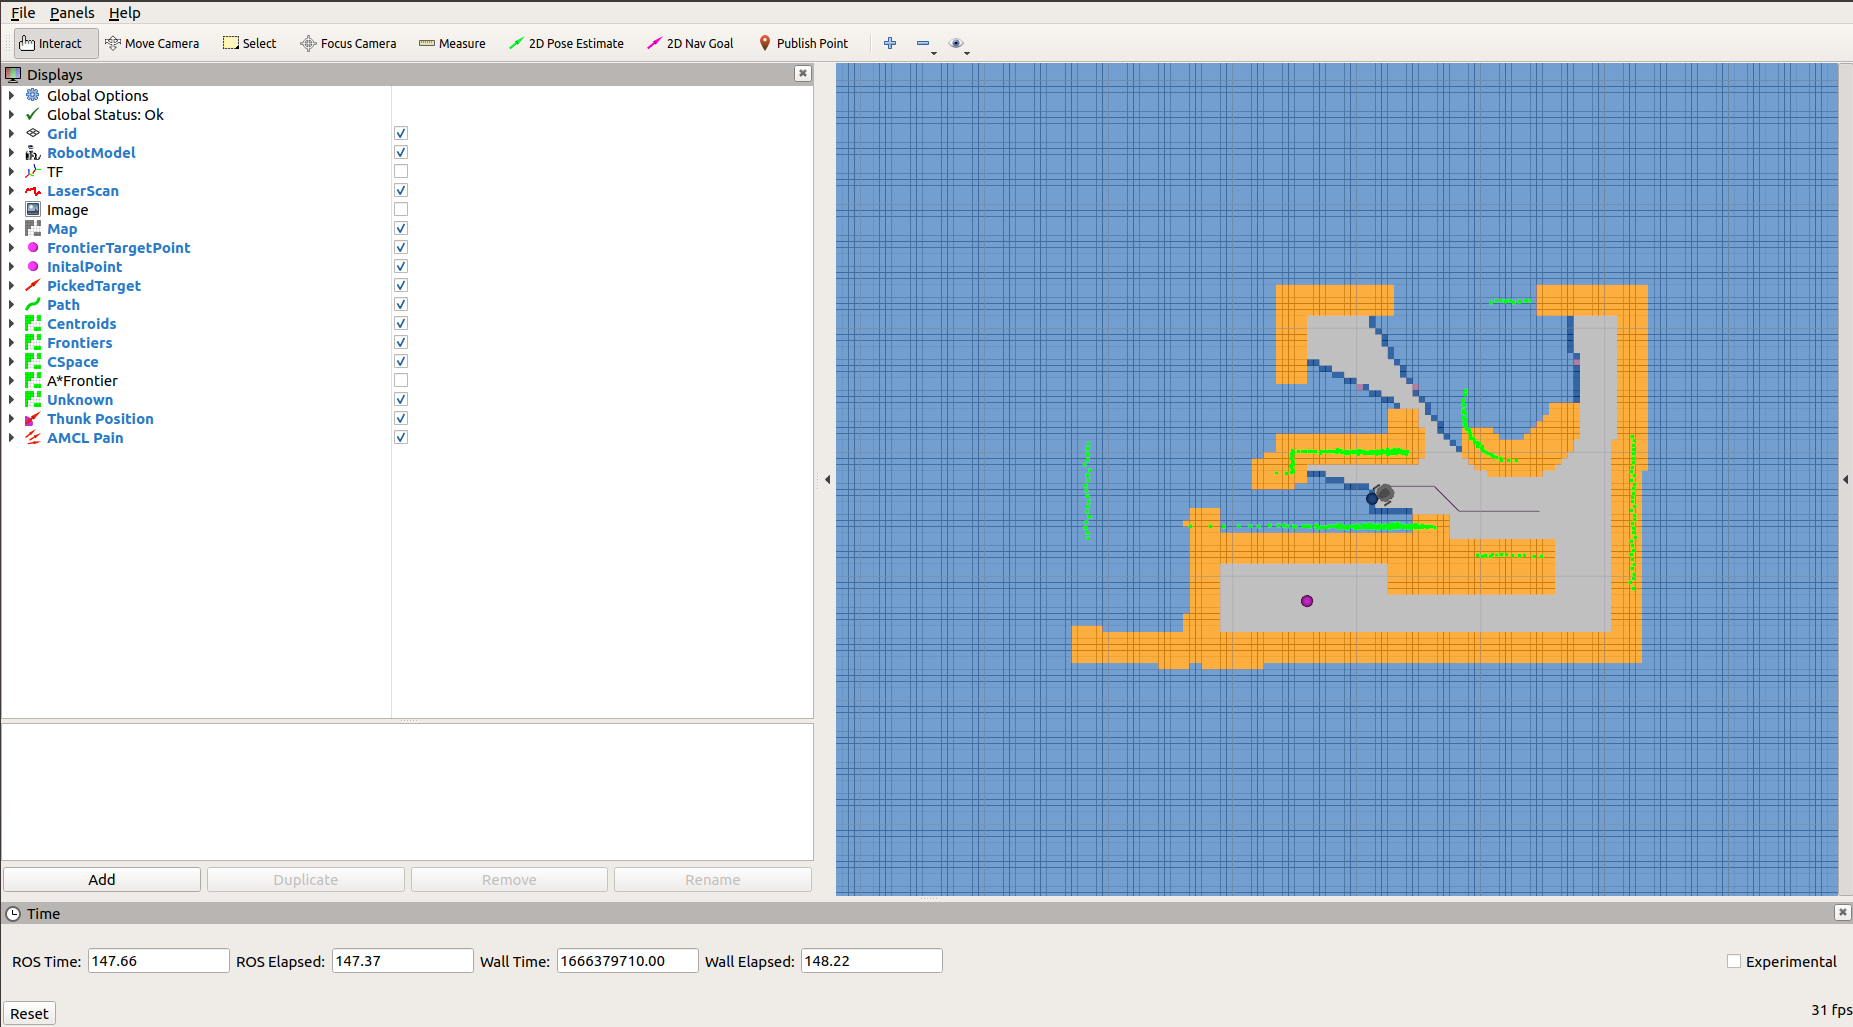 File Panels Help
Interact Move Camera Select Focus Camera Measure 2D Pose Estimate 2D Nav Goal Publish Point
Displays
Global Options
Global Status: Ok
Grid
RobotModel
TF
LaserScan
Image
Map
FrontierTargetPoint
InitalPoint
PickedTarget
Path
Centroids
Frontiers
CSpace
A*Frontier
Unknown
Thunk Position
AMCL Pain
Add Duplicate Remove Rename
Time
ROS Time: 147.66 ROS Elapsed: 147.37 Wall Time: 1666379710.00 Wall Elapsed: 148.22 Experimental
Reset 31 fps